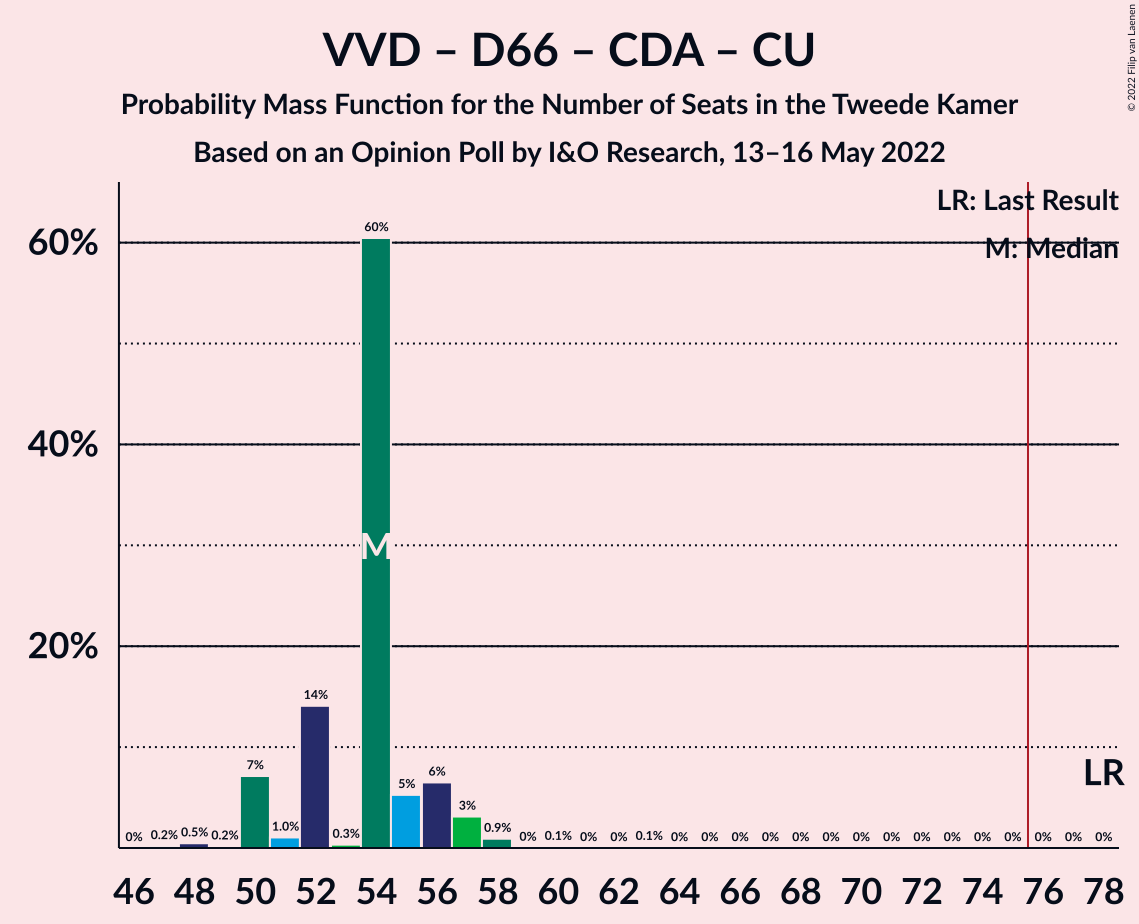 VVD – D66 – CDA – CU
Probability Mass Function for the Number of Seats in the Tweede Kamer
Based on an Opinion Poll by I&O Research, 13–16 May 2022
© 2022 Filip van Laenen
LR: Last Result
M: Median
60%
40%
20%
0% 0.2% 0.5% 0.2% 7% 1.0% 14% 0.3% 60% 5% 6% 3% 0.9% 0% 0.1% 0% 0% 0.1% 0% 0% 0% 0% 0% 0% 0% 0% 0% 0% 0% 0% 0% 0% 0%
M
LR
46 48 50 52 54 56 58 60 62 64 66 68 70 72 74 76 78